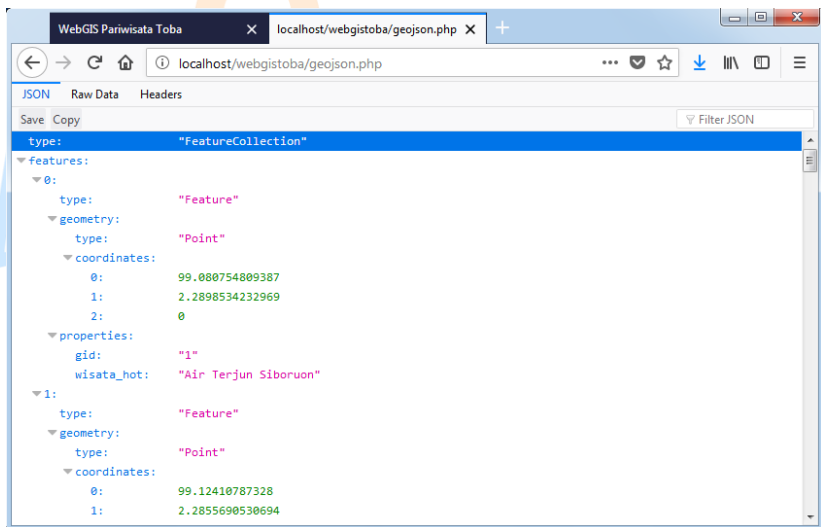 WebGIS Pariwisata Toba localhost/webgistoba/geojson.php
localhost/webgistoba/geojson.php
JSON Raw Data Headers
Save Copy Filter JSON
type: "FeatureCollection"
features:
0:
type: "Feature"
geometry:
type: "Point"
coordinates:
0: 99.080754809387
1: 2.2898534232969
2: 0
properties:
gid: "1"
wisata_hot: "Air Terjun Siboruon"
1:
type: "Feature"
geometry:
type: "Point"
coordinates:
0: 99.12410787328
1: 2.2855690530694